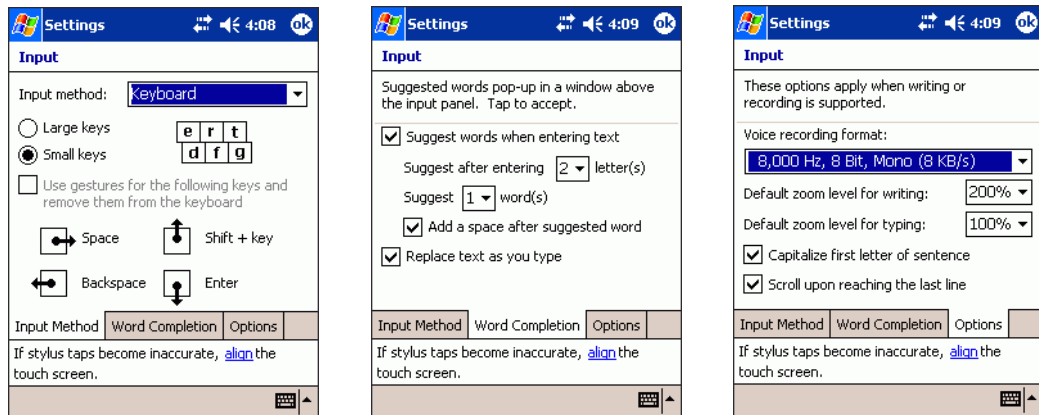 Settings 4:08 ok
Input
Input method: Keyboard
Large keys
Small keys
e r t
d f g
Use gestures for the following keys and
remove them from the keyboard
Space Shift + key
Backspace Enter
Input Method Word Completion Options
If stylus taps become inaccurate, align the
touch screen.
Settings 4:09 ok
Input
Suggested words pop-up in a window above
the input panel. Tap to accept.
Suggest words when entering text
Suggest after entering 2 letter(s)
Suggest 1 word(s)
Add a space after suggested word
Replace text as you type
Input Method Word Completion Options
If stylus taps become inaccurate, align the
touch screen.
Settings 4:09 ok
Input
These options apply when writing or
recording is supported.
Voice recording format:
8,000 Hz, 8 Bit, Mono (8 KB/s)
Default zoom level for writing: 200%
Default zoom level for typing: 100%
Capitalize first letter of sentence
Scroll upon reaching the last line
Input Method Word Completion Options
If stylus taps become inaccurate, align the
touch screen.